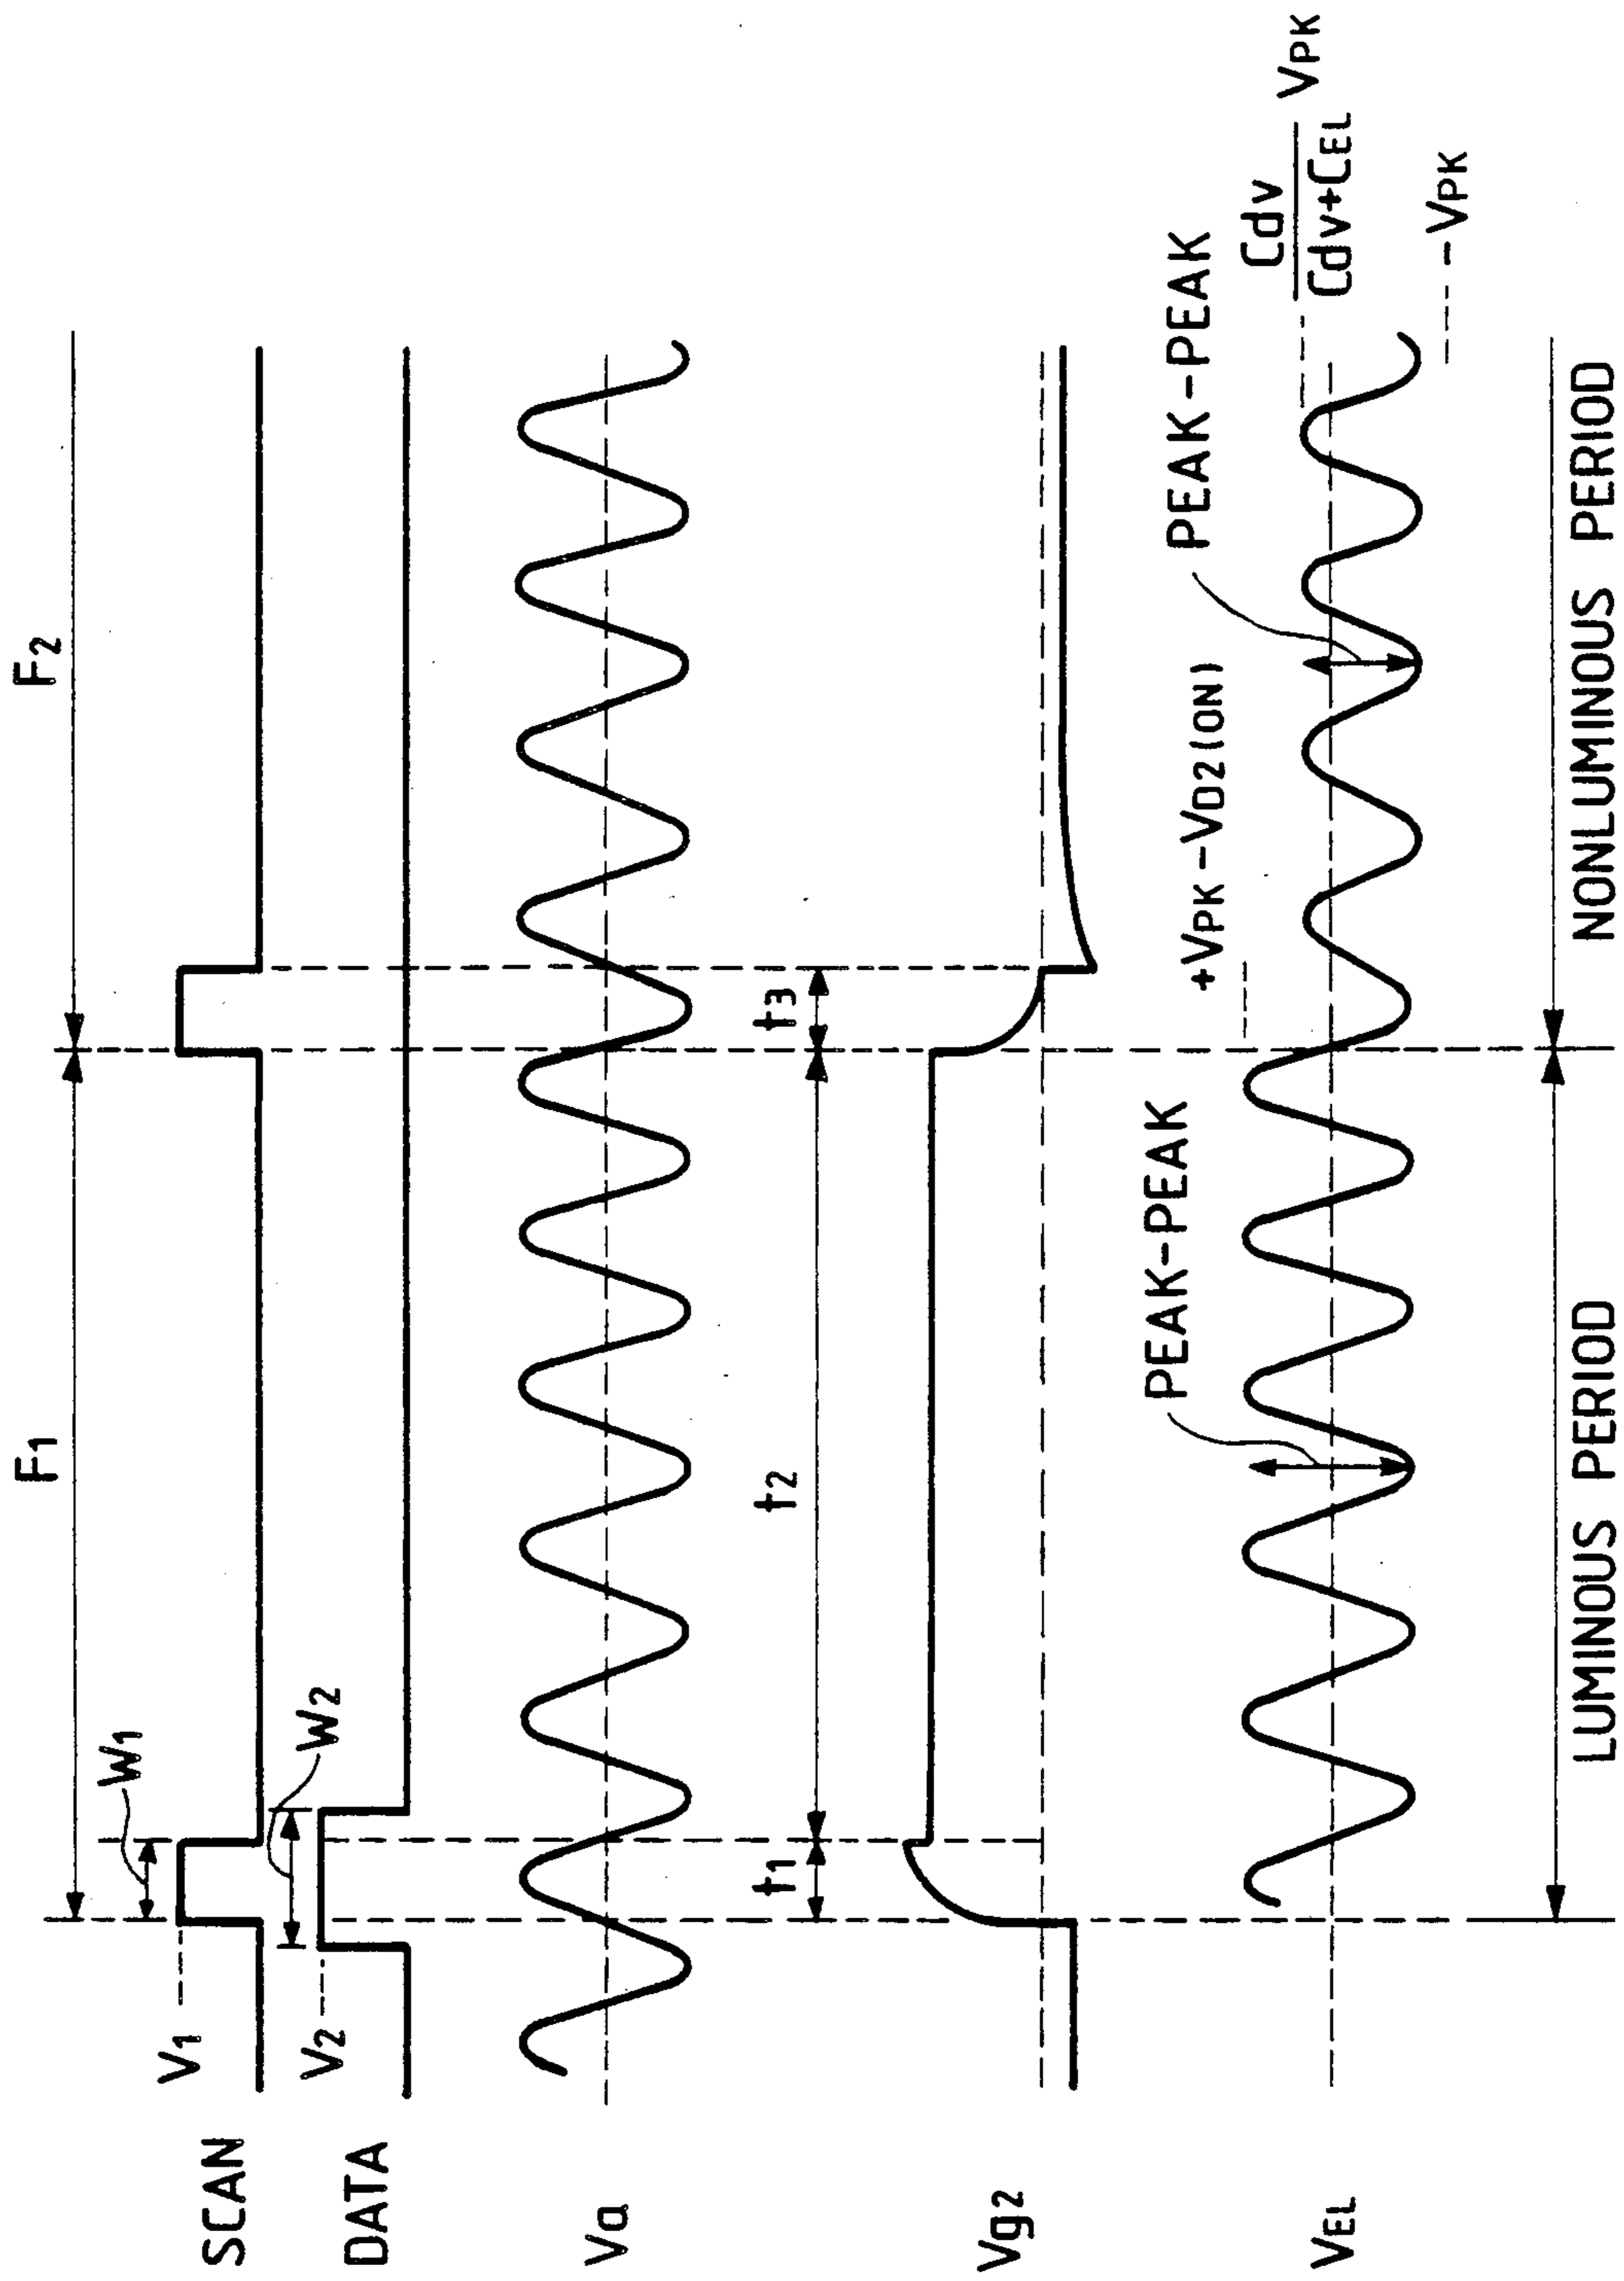 F1
F2
W1
V1
SCAN
W2
V2
DATA
Va
t1
t2
t3
Vg2
PEAK-PEAK
+VPK-VD2(ON)
PEAK-PEAK
Cdv
Cdv+CEL
VPK
-VPK
VEL
LUMINOUS PERIOD
NONLUMINOUS PERIOD